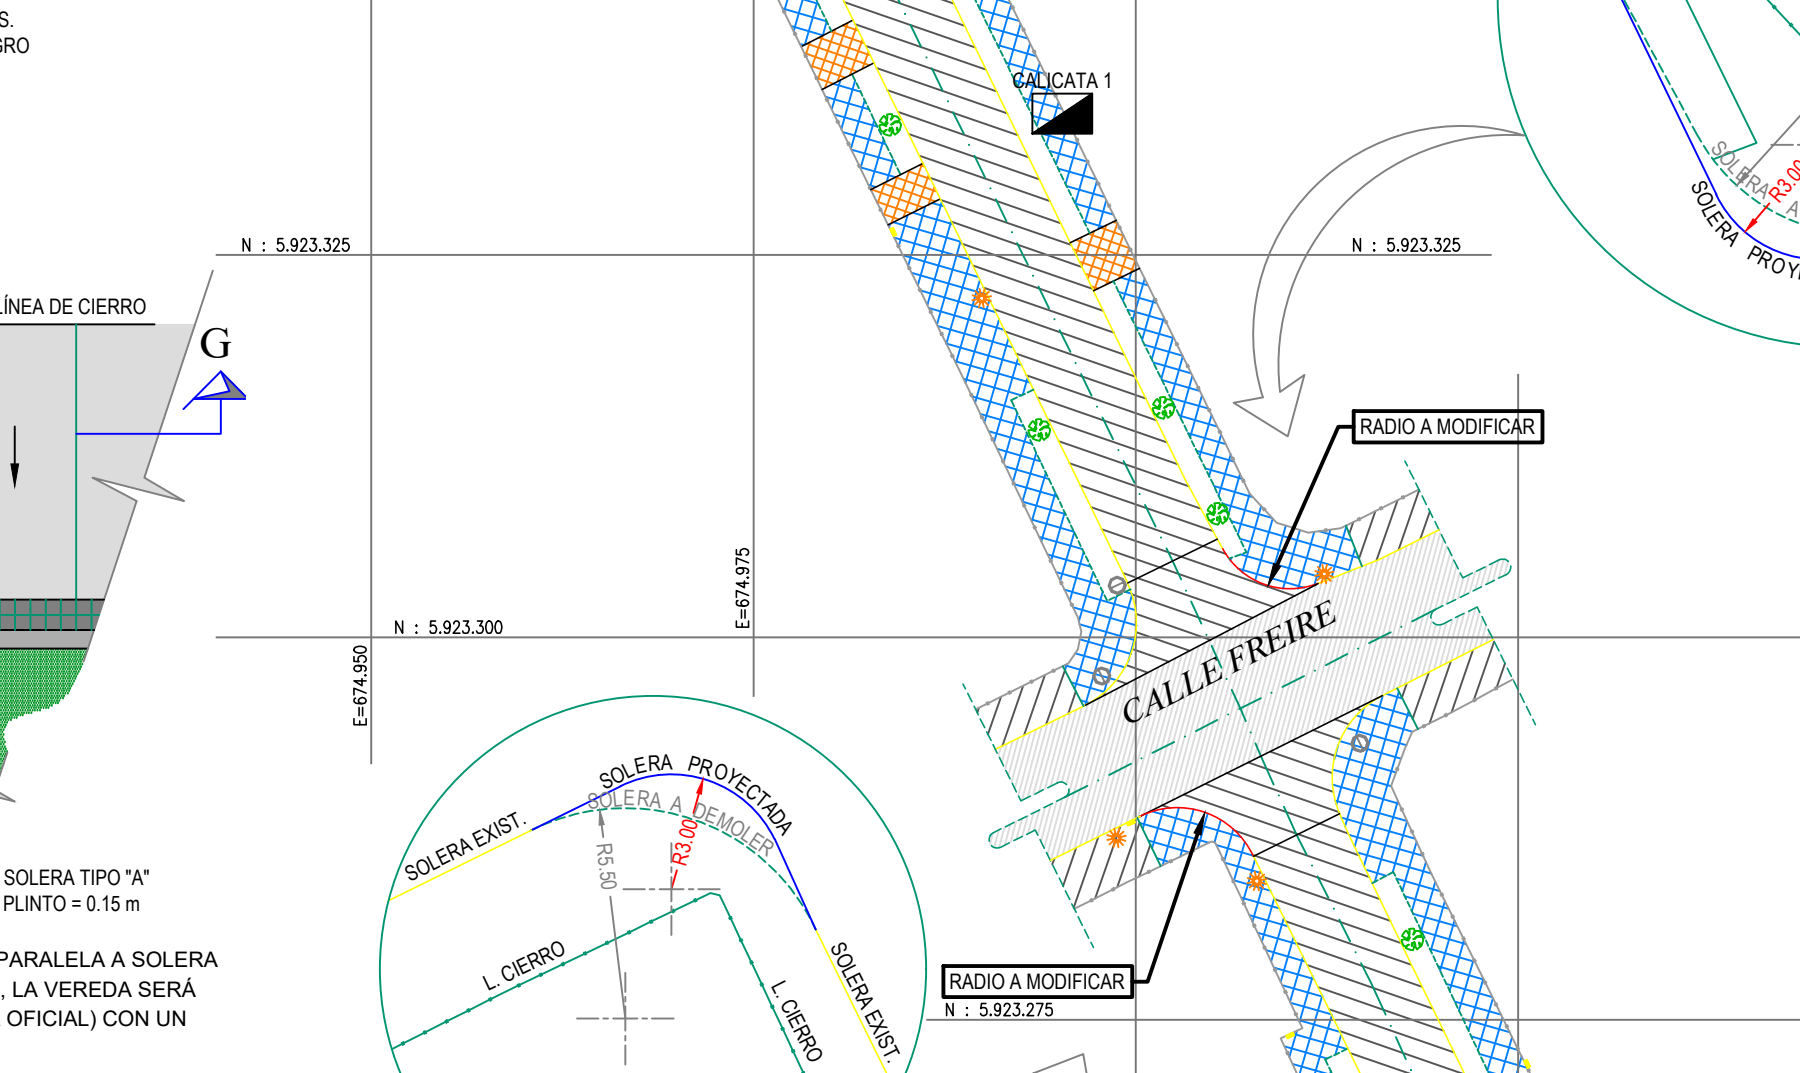 S.
GRO
CALICATA 1
SOLERA A
R3.00
SOLERA PROY
N : 5.923.325
N : 5.923.325
LÍNEA DE CIERRO
G
RADIO A MODIFICAR
E=674.975
N : 5.923.300
E=674.950
CALLE FREIRE
SOLERA PROYECTADA
SOLERA A DEMOLER
SOLERA EXIST.
R5.50
R3.00
L. CIERRO
L. CIERRO
SOLERA EXIST.
SOLERA TIPO "A"
PLINTO = 0.15 m
PARALELA A SOLERA
, LA VEREDA SERÁ
OFICIAL) CON UN
RADIO A MODIFICAR
N : 5.923.275